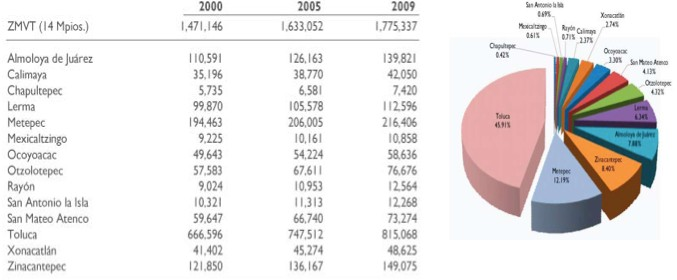 2000 2005 2009
ZMVT (14 Mpios.) 1,471,146 1,633,052 1,775,337
Almoloya de Juárez 110,591 126,163 139,821
Calimaya 35,196 38,770 42,050
Chapultepec 5,735 6,581 7,420
Lerma 99,870 105,578 112,596
Metepec 194,463 206,005 216,406
Mexicaltzingo 9,225 10,161 10,858
Ocoyoacac 49,643 54,224 58,636
Otzolotepec 57,583 67,611 76,676
Rayón 9,024 10,953 12,564
San Antonio la Isla 10,321 11,313 12,268
San Mateo Atenco 59,647 66,740 73,274
Toluca 666,596 747,512 815,068
Xonacatlán 41,402 45,274 48,625
Zinacantepec 121,850 136,167 149,075
San Antonio la Isla
0.69%
Mexicaltzingo
0.61%
Chapultepec
0.42%
Rayón
0.71%
Calimaya
2.37%
Xonacatlán
2.74%
Ocoyoacac
3.30%
San Mateo Atenco
4.13%
Otzolotepec
4.32%
Lerma
6.34%
Almoloya de Juárez
7.88%
Zinacantepec
8.40%
Metepec
12.19%
Toluca
45.91%